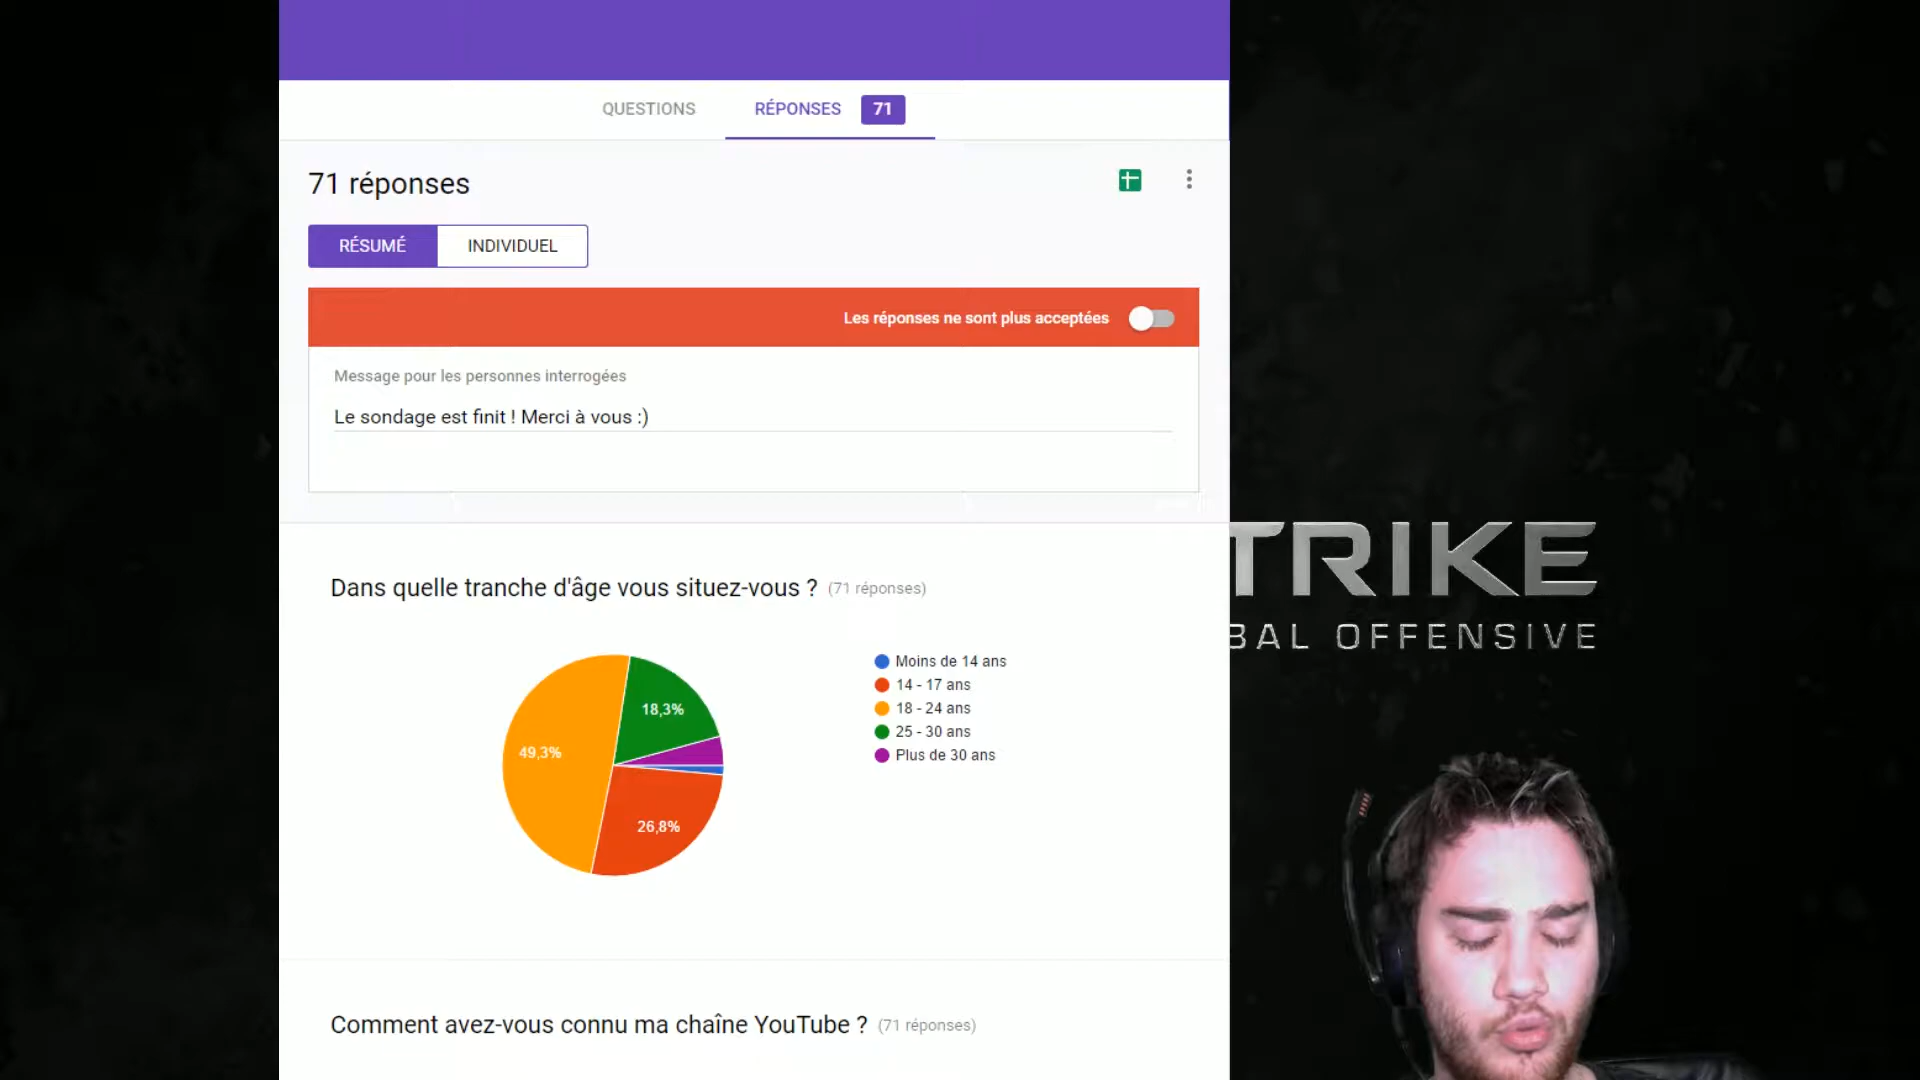 QUESTIONS
RÉPONSES 71
71 réponses
RÉSUMÉ
INDIVIDUEL
Les réponses ne sont plus acceptées
Message pour les personnes interrogées
Le sondage est finit ! Merci à vous :)
Dans quelle tranche d'âge vous situez-vous ? (71 réponses)
18,3%
49,3%
26,8%
Moins de 14 ans
14 - 17 ans
18 - 24 ans
25 - 30 ans
Plus de 30 ans
Comment avez-vous connu ma chaîne YouTube ? (71 réponses)
TRIKE
BAL OFFENSIVE